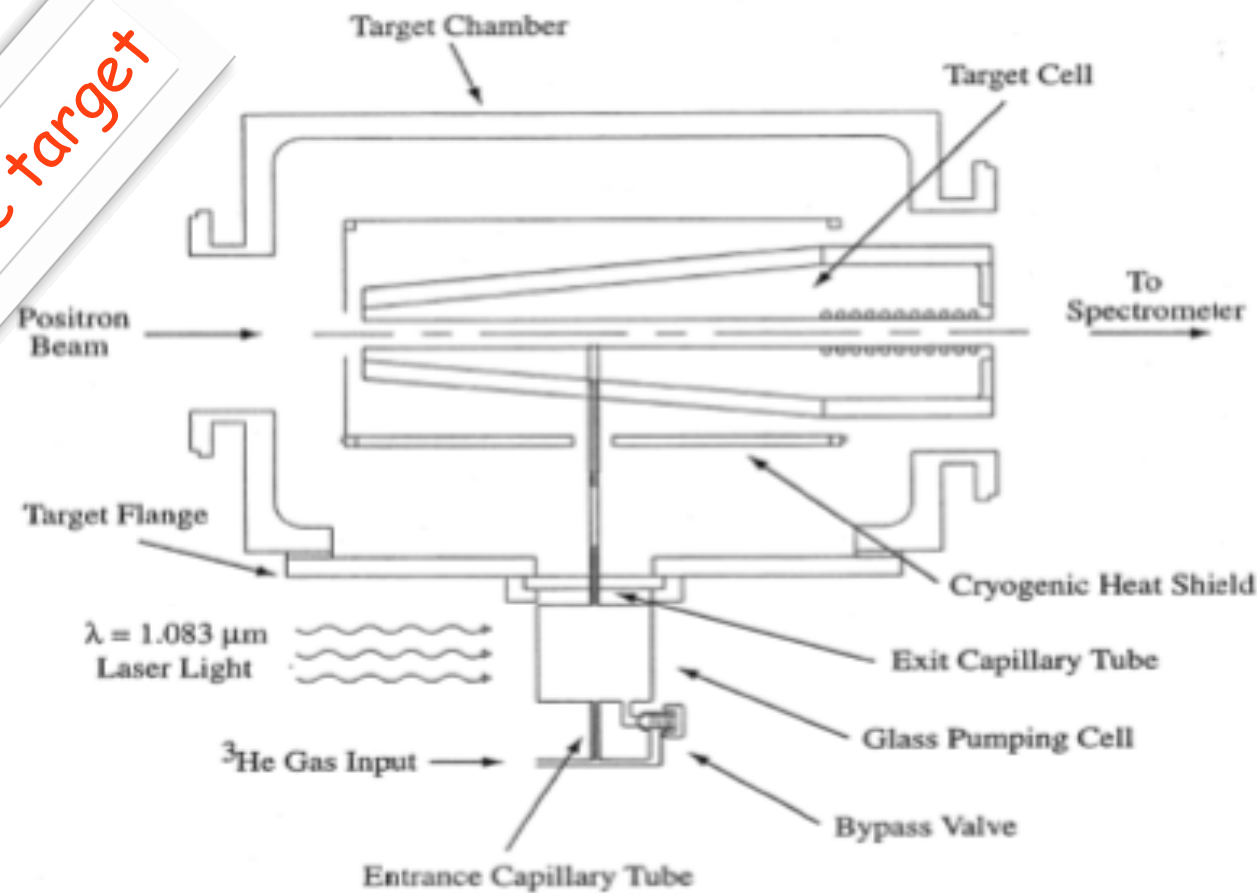 target
Target Chamber
Target Cell
Positron
Beam
To
Spectrometer
Target Flange
Cryogenic Heat Shield
λ = 1.083 μm
Laser Light
Exit Capillary Tube
Glass Pumping Cell
³He Gas Input
Bypass Valve
Entrance Capillary Tube